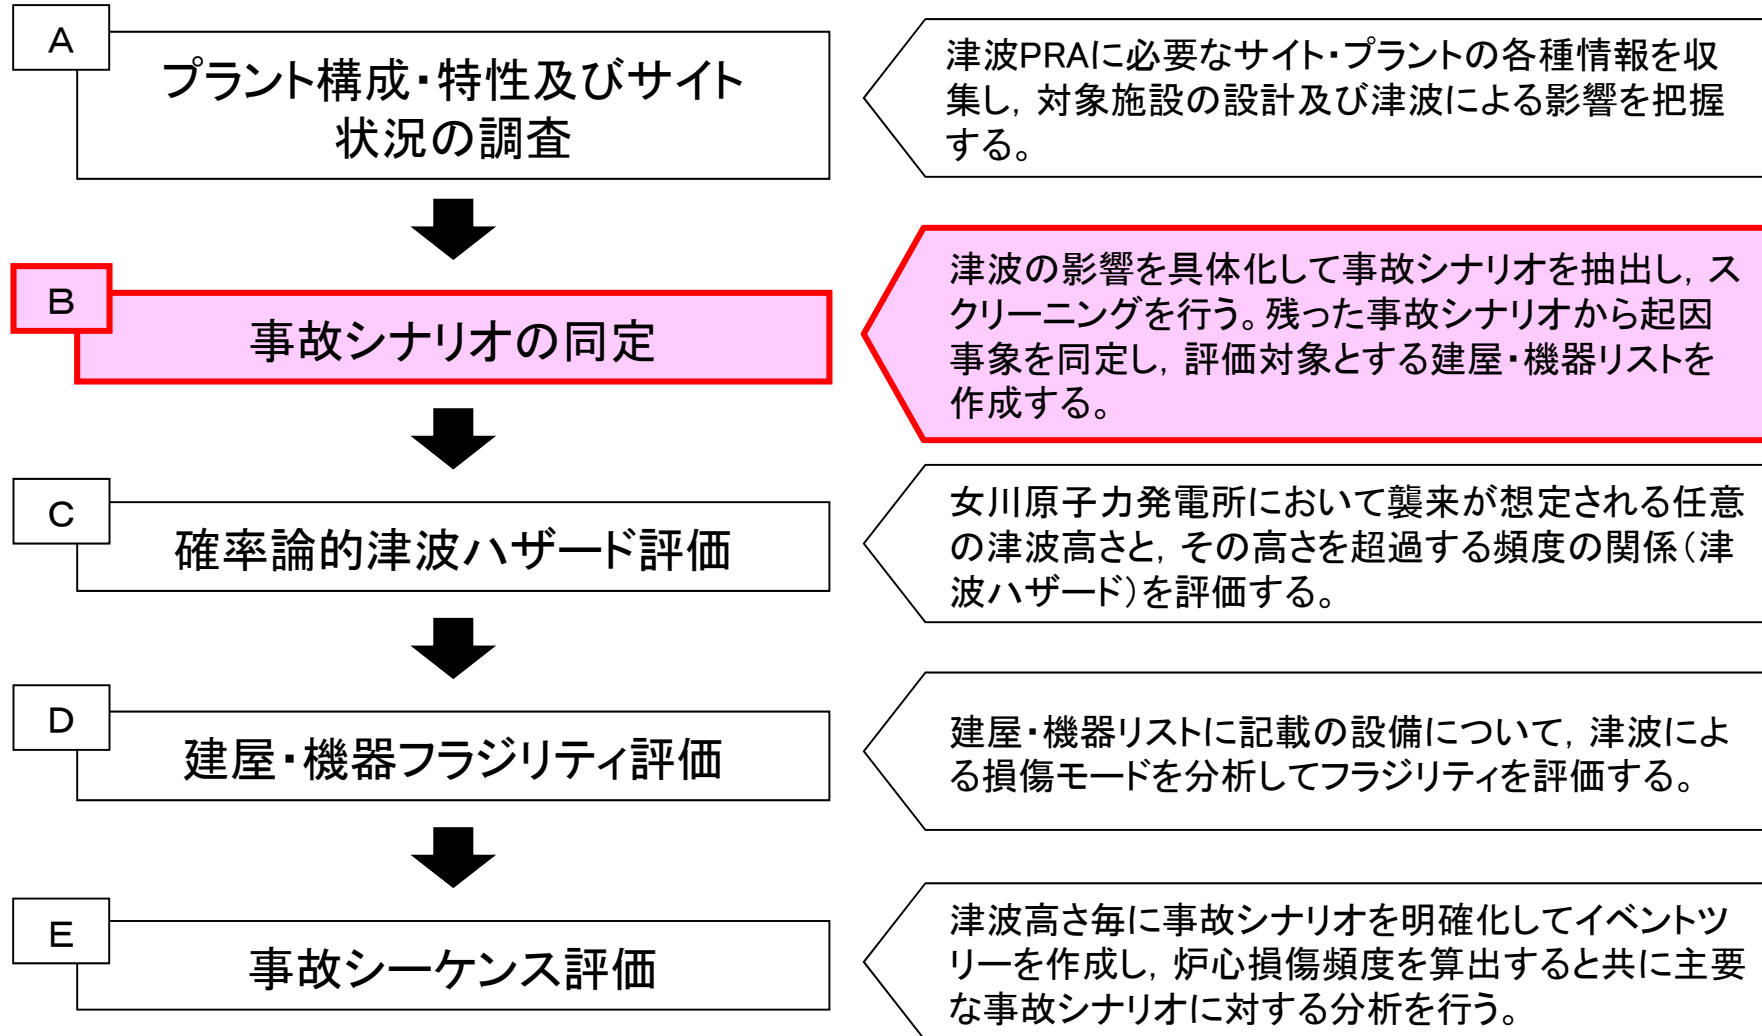 A
プラント構成・特性及びサイト
状況の調査
津波PRAに必要なサイト・プラントの各種情報を収
集し，対象施設の設計及び津波による影響を把握
する。
B
事故シナリオの同定
津波の影響を具体化して事故シナリオを抽出し，ス
クリーニングを行う。残った事故シナリオから起因
事象を同定し，評価対象とする建屋・機器リストを
作成する。
C
確率論的津波ハザード評価
女川原子力発電所において襲来が想定される任意
の津波高さと，その高さを超過する頻度の関係（津
波ハザード）を評価する。
D
建屋・機器フラジリティ評価
建屋・機器リストに記載の設備について，津波によ
る損傷モードを分析してフラジリティを評価する。
E
事故シーケンス評価
津波高さ毎に事故シナリオを明確化してイベントツ
リーを作成し，炉心損傷頻度を算出すると共に主要
な事故シナリオに対する分析を行う。